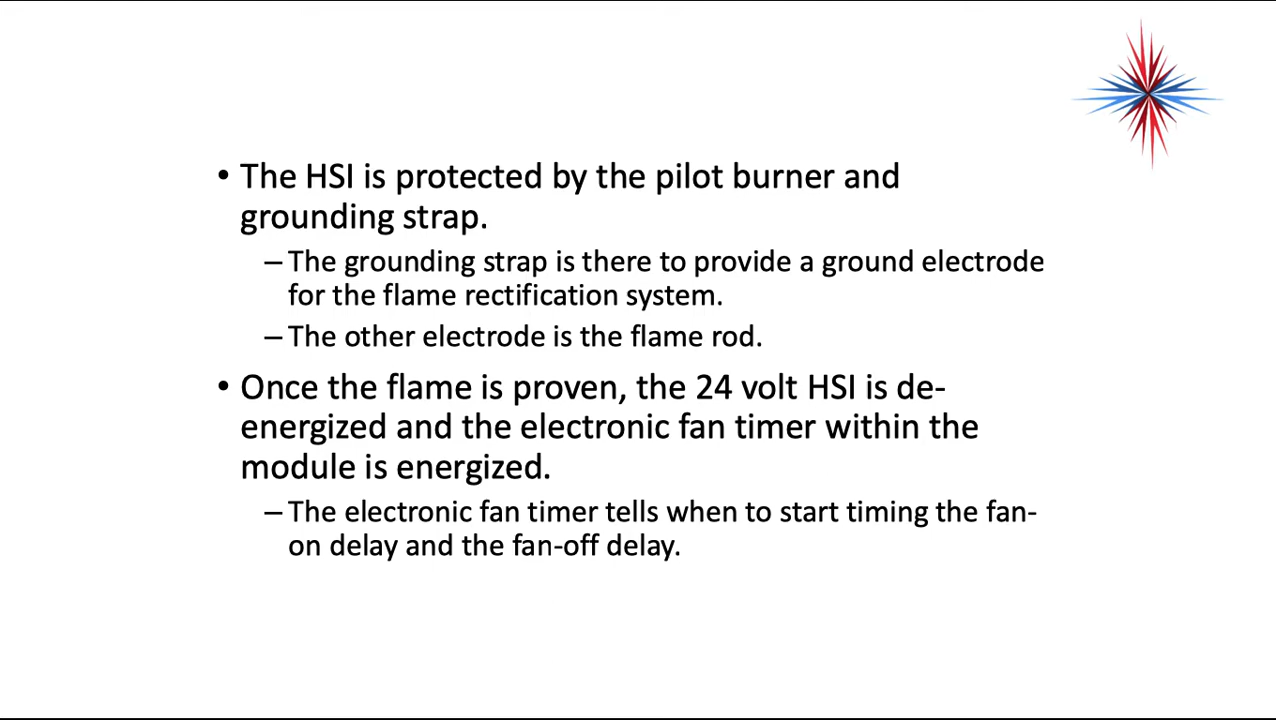 • The HSI is protected by the pilot burner and
grounding strap.
– The grounding strap is there to provide a ground electrode
for the flame rectification system.
– The other electrode is the flame rod.
• Once the flame is proven, the 24 volt HSI is de-
energized and the electronic fan timer within the
module is energized.
– The electronic fan timer tells when to start timing the fan-
on delay and the fan-off delay.